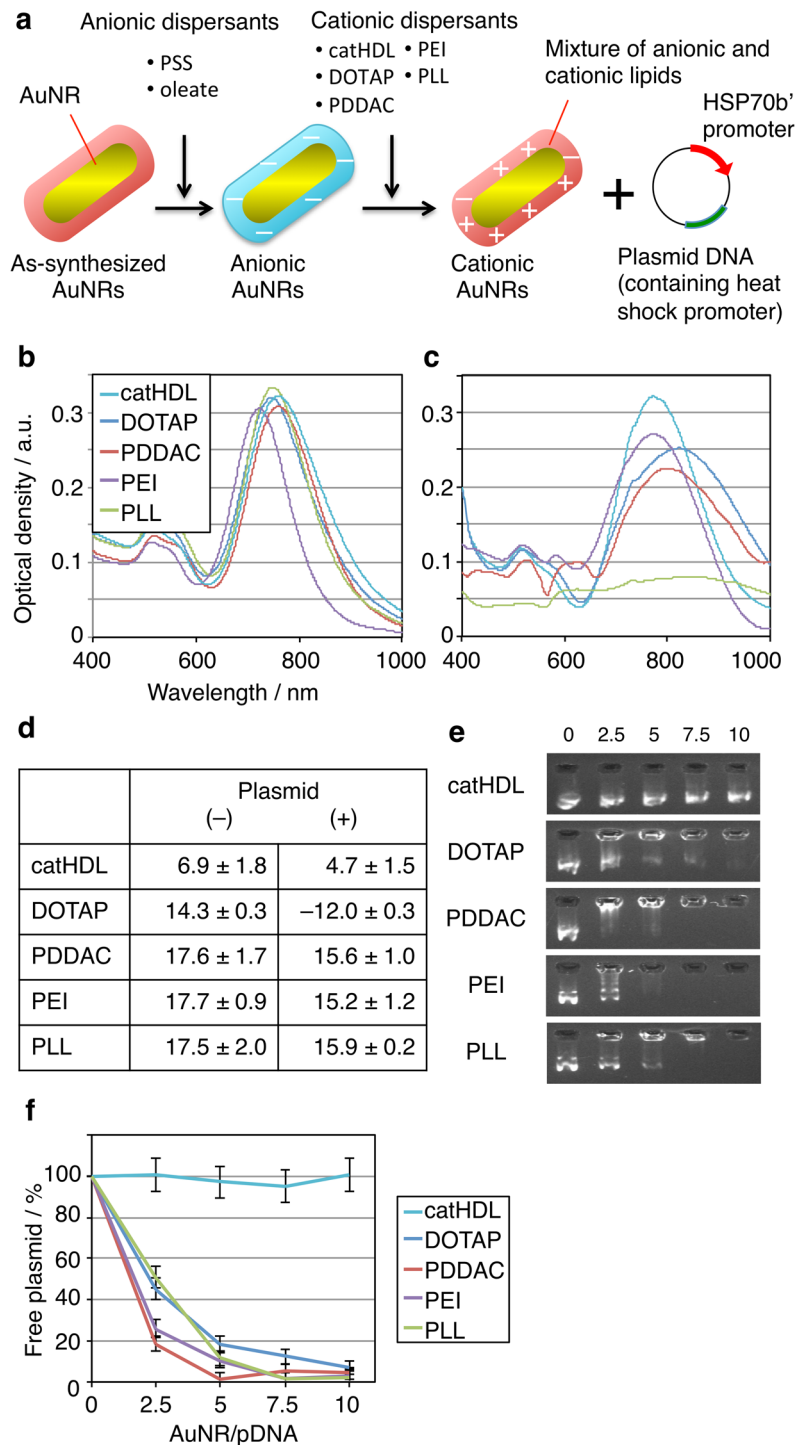 a
Anionic dispersants
• PSS
• oleate
Cationic dispersants
• catHDL • PEI
• DOTAP • PLL
• PDDAC
Mixture of anionic and
cationic lipids
AuNR
HSP70b'
promoter
− − − −
+ + + + + + + − −
+
As-synthesized
AuNRs
Anionic
AuNRs
Cationic
AuNRs
Plasmid DNA
(containing heat
shock promoter)
b
catHDL
DOTAP
PDDAC
PEI
PLL
0.3
0.2
0.1
0
400 600 800 1000
Optical density / a.u.
Wavelength / nm
c
0.3
0.2
0.1
0
400 600 800 1000
d
Plasmid
(–) (+)
catHDL 6.9 ± 1.8 4.7 ± 1.5
DOTAP 14.3 ± 0.3 –12.0 ± 0.3
PDDAC 17.6 ± 1.7 15.6 ± 1.0
PEI 17.7 ± 0.9 15.2 ± 1.2
PLL 17.5 ± 2.0 15.9 ± 0.2
e
0 2.5 5 7.5 10
catHDL
DOTAP
PDDAC
PEI
PLL
f
100
80
60
40
20
0
0 2.5 5 7.5 10
Free plasmid / %
AuNR/pDNA
catHDL
DOTAP
PDDAC
PEI
PLL